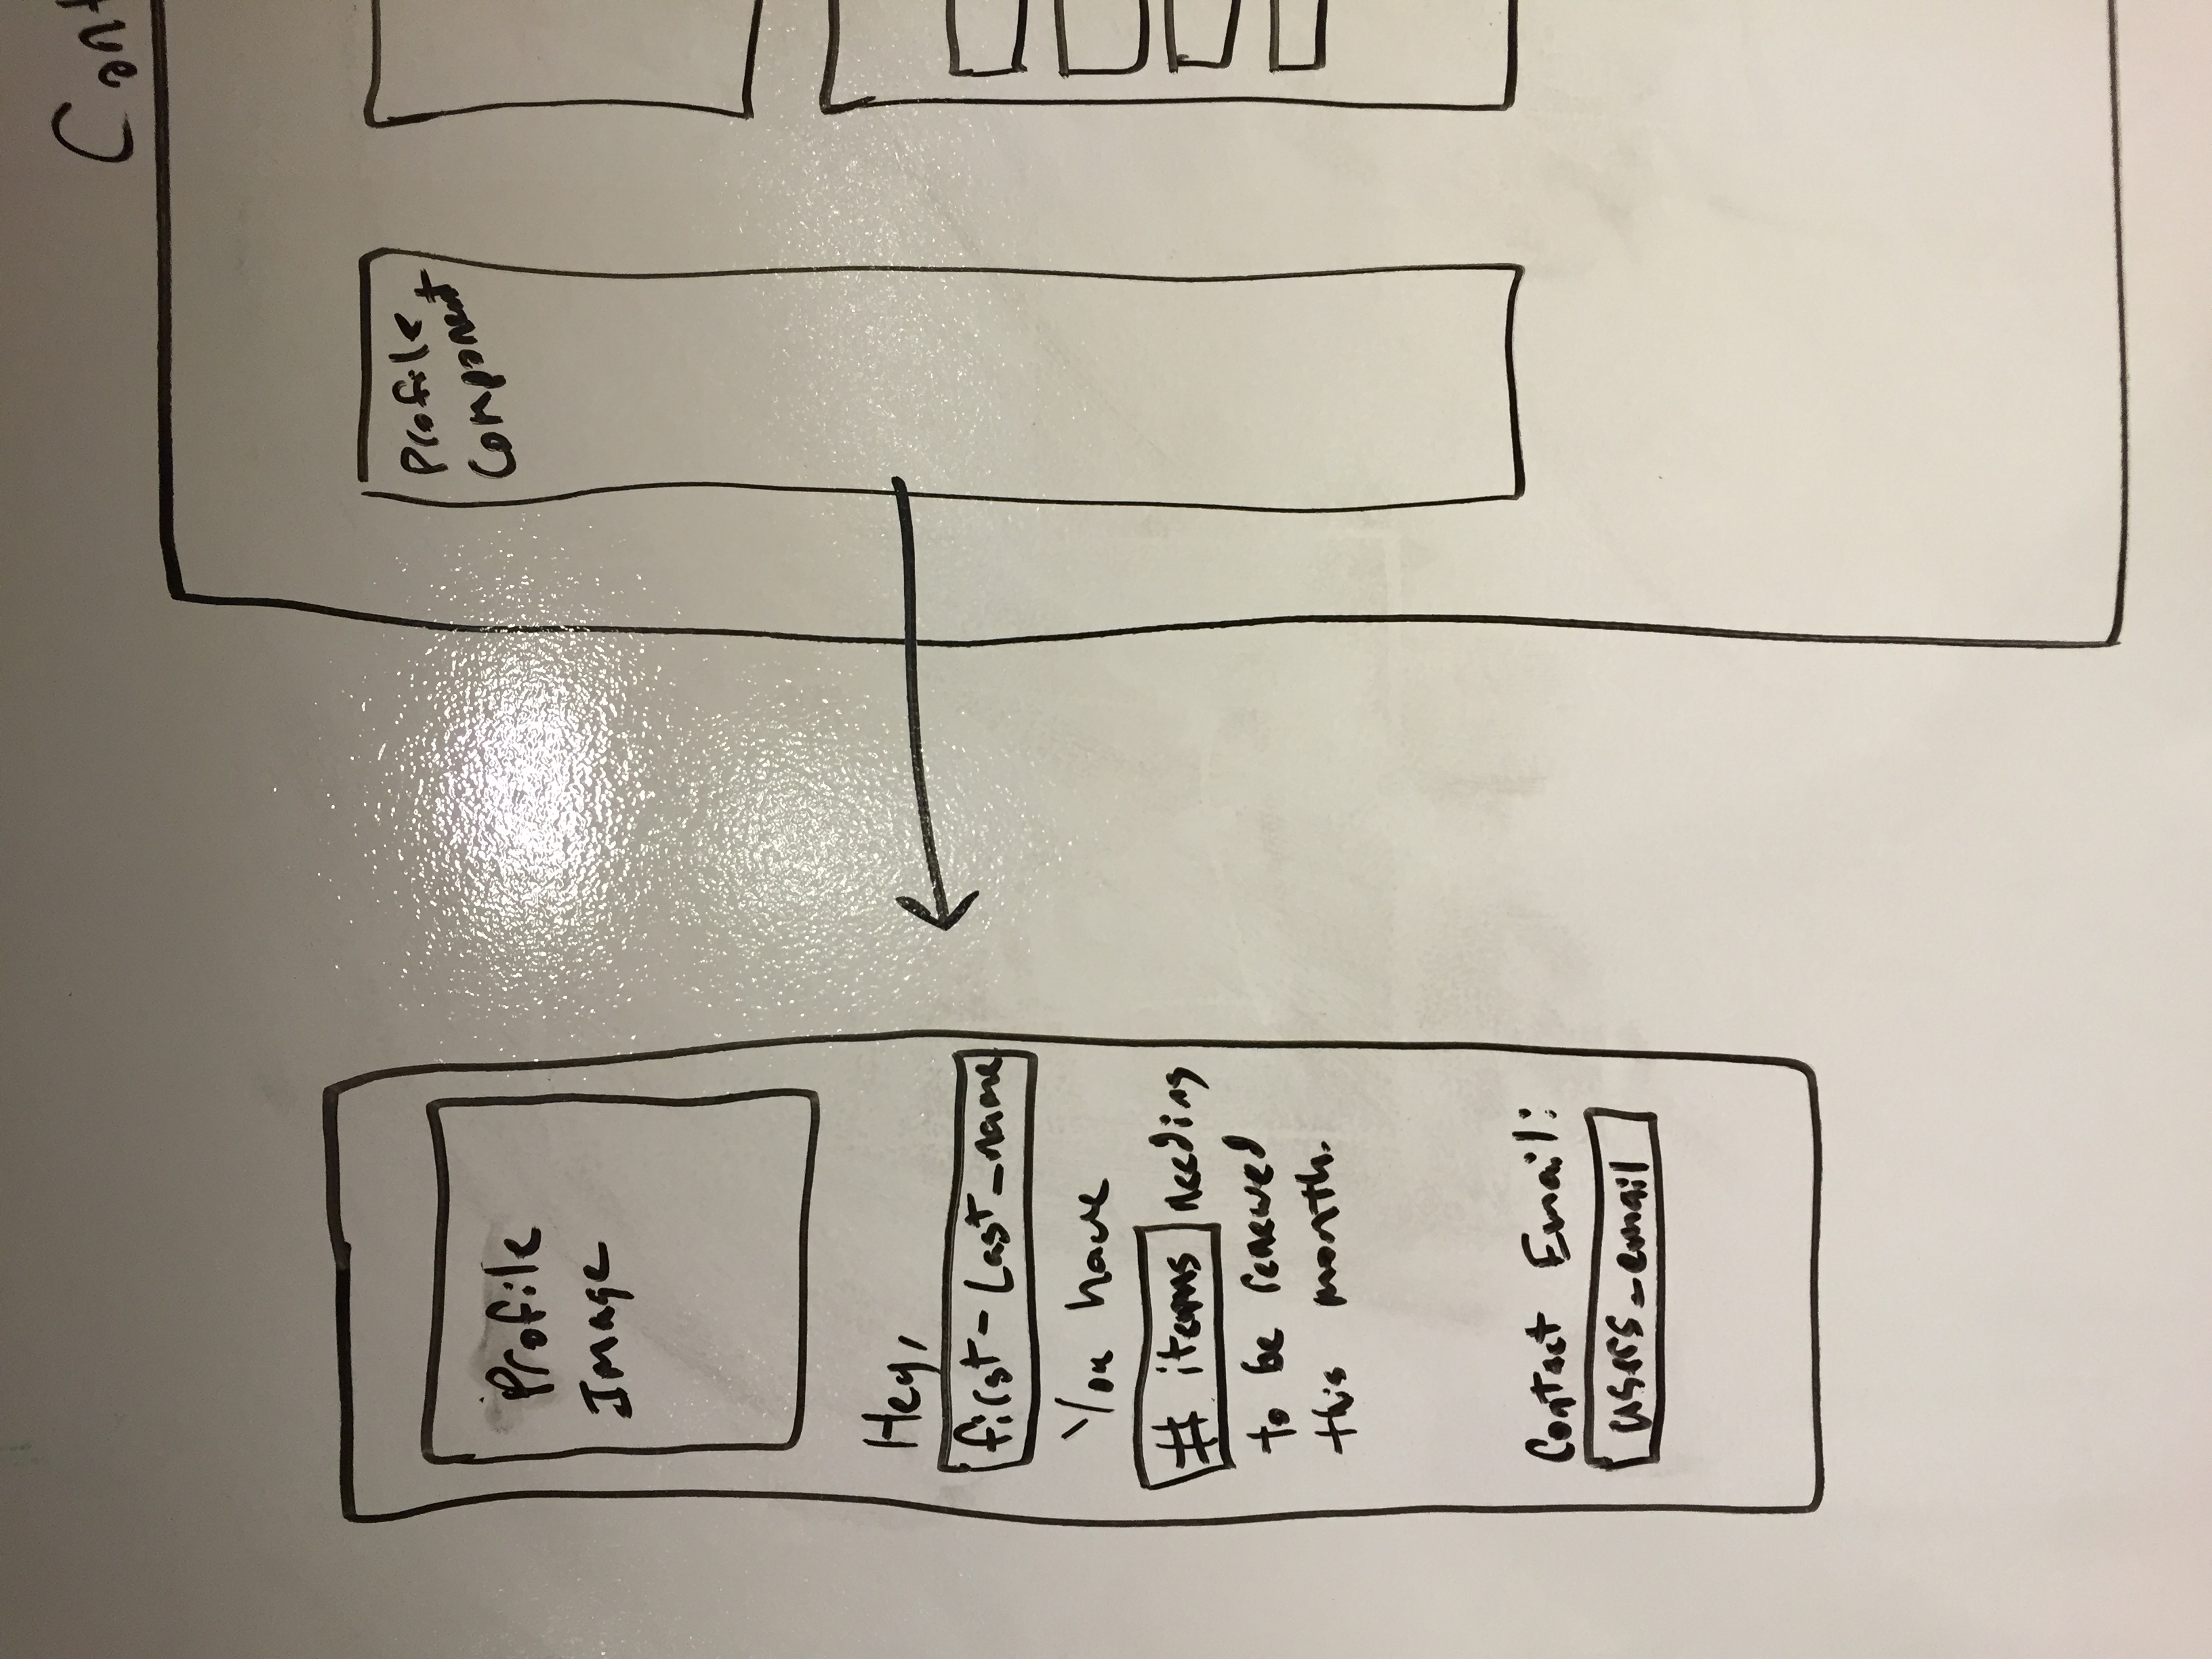 Profile
Image
Hey,
first-Last_name
You have
# items needing
to be renewed
this month.
Contact Email:
users_email
Profile
Component